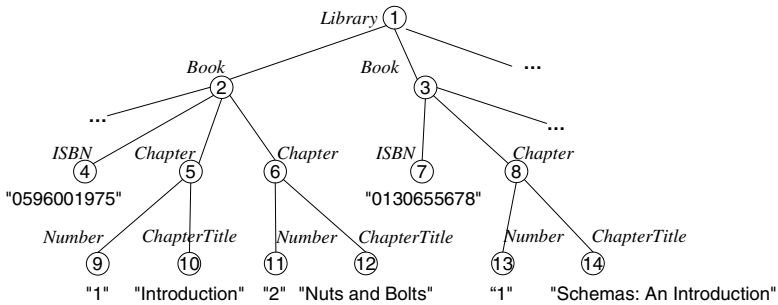 Library 1
...
Book 2 Book 3
... ...
ISBN 4 Chapter 5 Chapter 6 ISBN 7 Chapter 8
"0596001975" "0130655678"
Number 9 ChapterTitle 10 Number 11 ChapterTitle 12 Number 13 ChapterTitle 14
"1" "Introduction" "2" "Nuts and Bolts" “1" "Schemas: An Introduction"